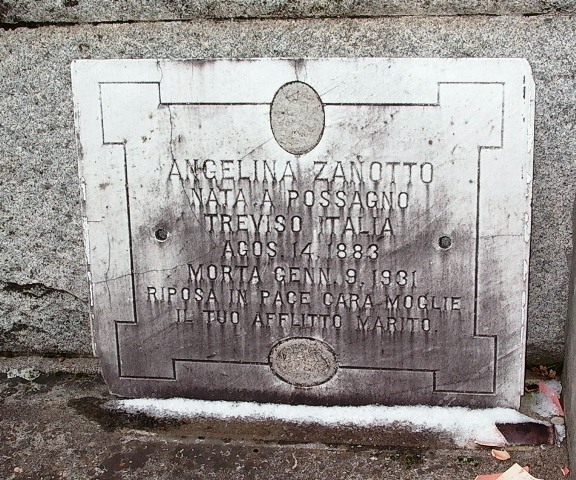 ANGELINA ZANOTTO
NATA A POSSAGNO
TREVISO ITALIA
AGOS. 14. 1883
MORTA GENN. 9. 1931
RIPOSA IN PACE CARA MOGLIE
IL TUO AFFLITTO MARITO.